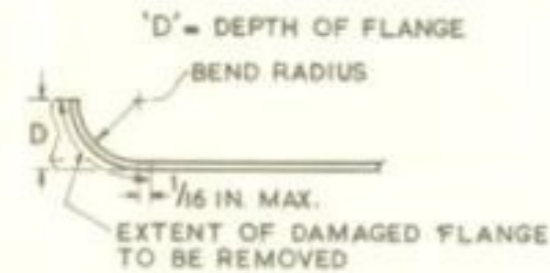 'D'= DEPTH OF FLANGE
BEND RADIUS
D
1/16 IN. MAX.
EXTENT OF DAMAGED FLANGE
TO BE REMOVED